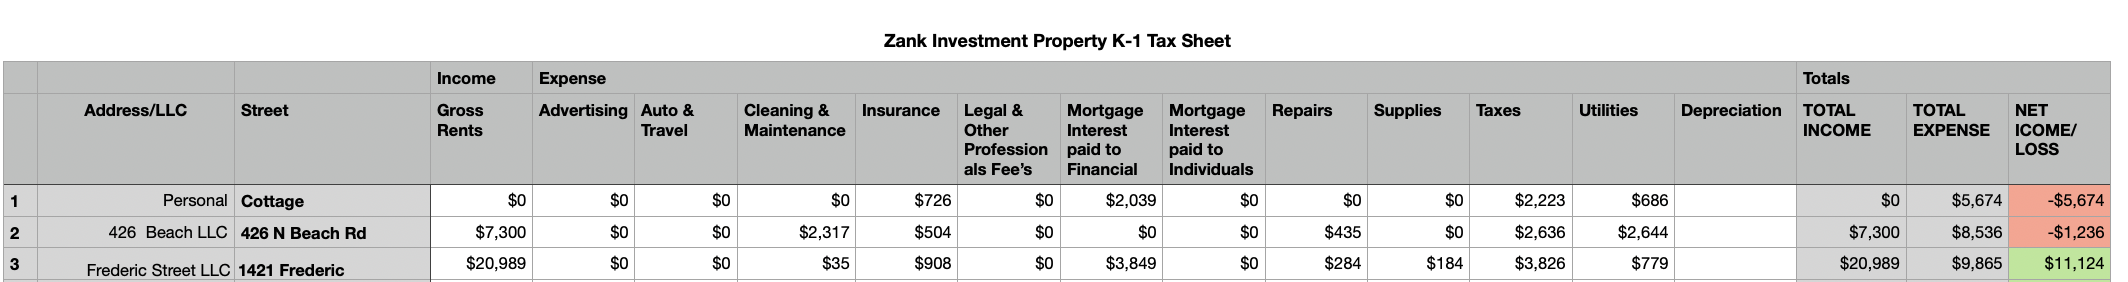 Zank Investment Property K-1 Tax Sheet
Income Expense Totals
Address/LLC Street Gross Rents Advertising Auto & Travel Cleaning & Maintenance Insurance Legal & Other Profession als Fee's Mortgage Interest paid to Financial Mortgage Interest paid to Individuals Repairs Supplies Taxes Utilities Depreciation TOTAL INCOME TOTAL EXPENSE NET ICOME/ LOSS
1 Personal Cottage $0 $0 $0 $0 $726 $0 $2,039 $0 $0 $0 $2,223 $686 $0 $5,674 -$5,674
2 426 Beach LLC 426 N Beach Rd $7,300 $0 $0 $2,317 $504 $0 $0 $0 $435 $0 $2,636 $2,644 $7,300 $8,536 -$1,236
3 Frederic Street LLC 1421 Frederic $20,989 $0 $0 $35 $908 $0 $3,849 $0 $284 $184 $3,826 $779 $20,989 $9,865 $11,124